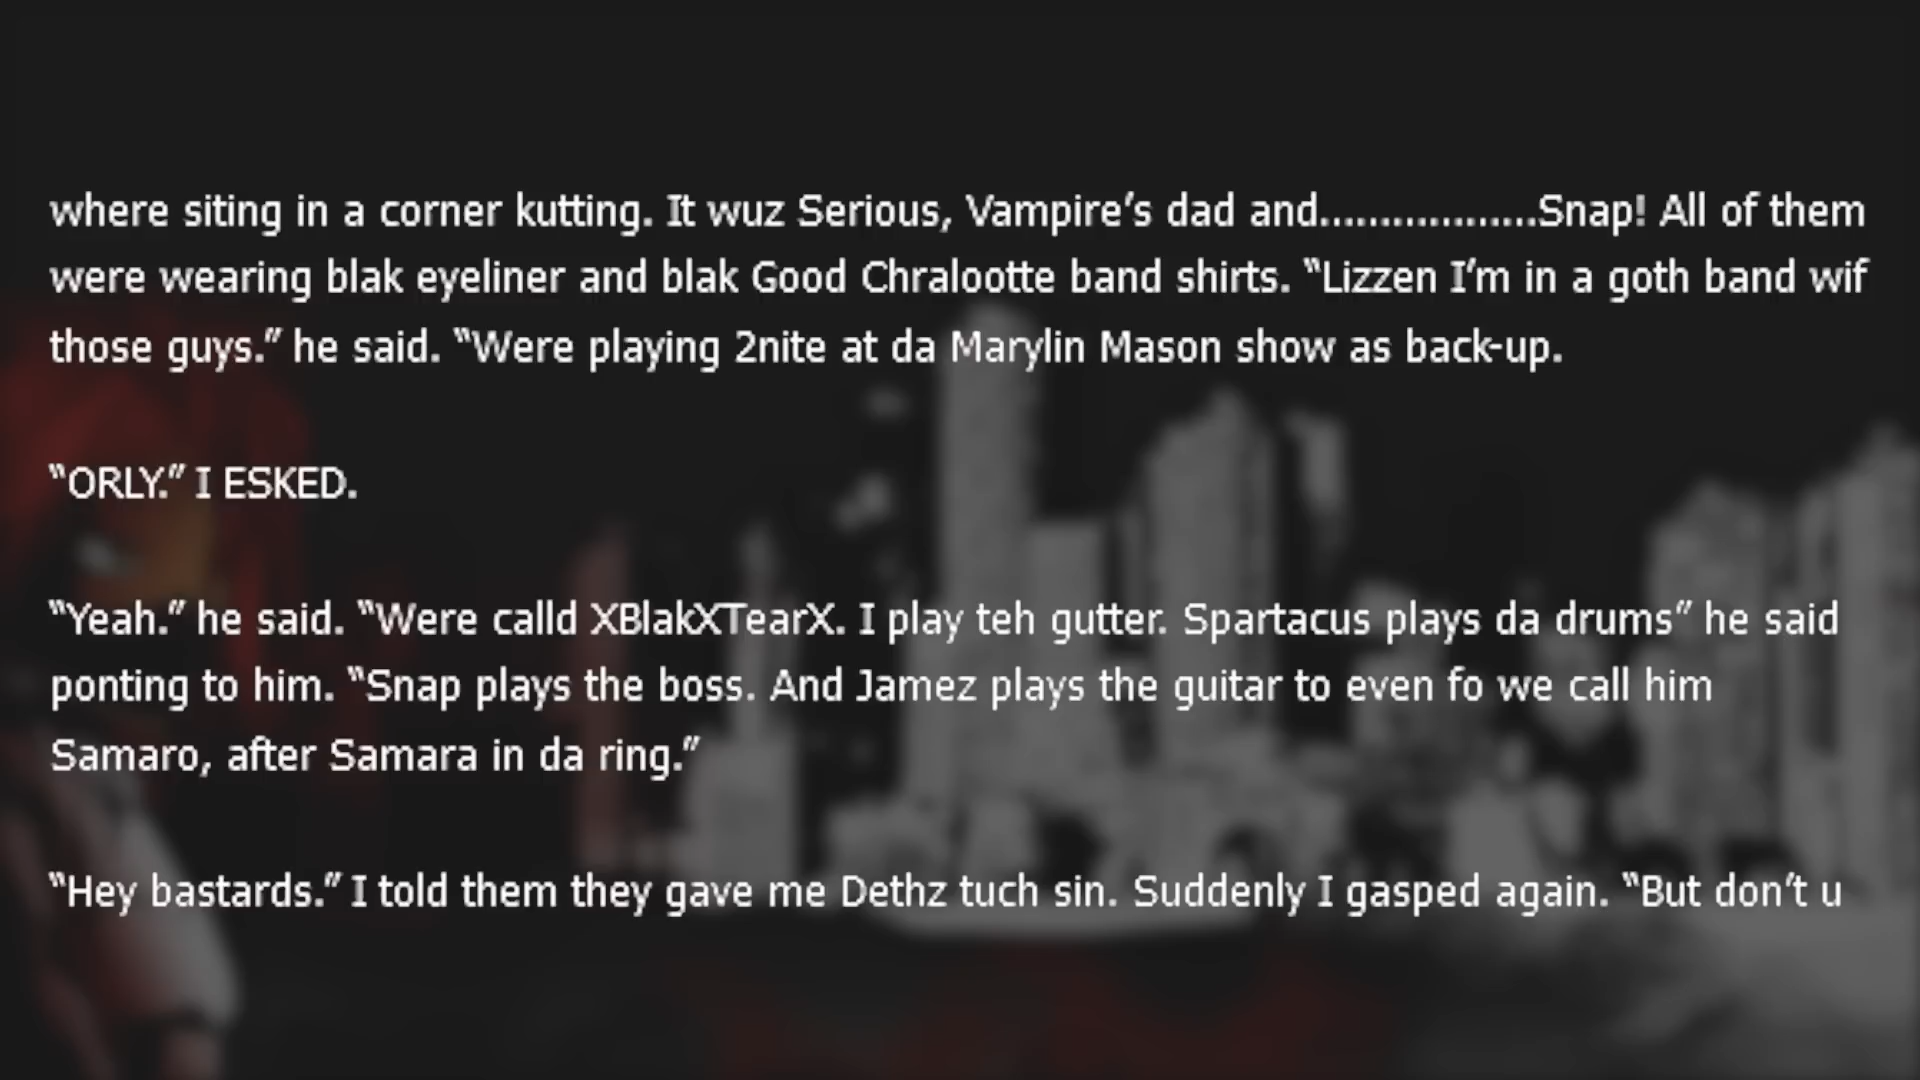 where siting in a corner kutting. It wuz Serious, Vampire’s dad and..................Snap! All of them
were wearing blak eyeliner and blak Good Chralootte band shirts. “Lizzen I’m in a goth band wif
those guys.” he said. “Were playing 2nite at da Marylin Mason show as back-up.
“ORLY.” I ESKED.
“Yeah.” he said. “Were calld XBlakXTearX. I play teh gutter. Spartacus plays da drums” he said
ponting to him. “Snap plays the boss. And Jamez plays the guitar to even fo we call him
Samaro, after Samara in da ring.”
“Hey bastards.” I told them they gave me Dethz tuch sin. Suddenly I gasped again. “But don’t u